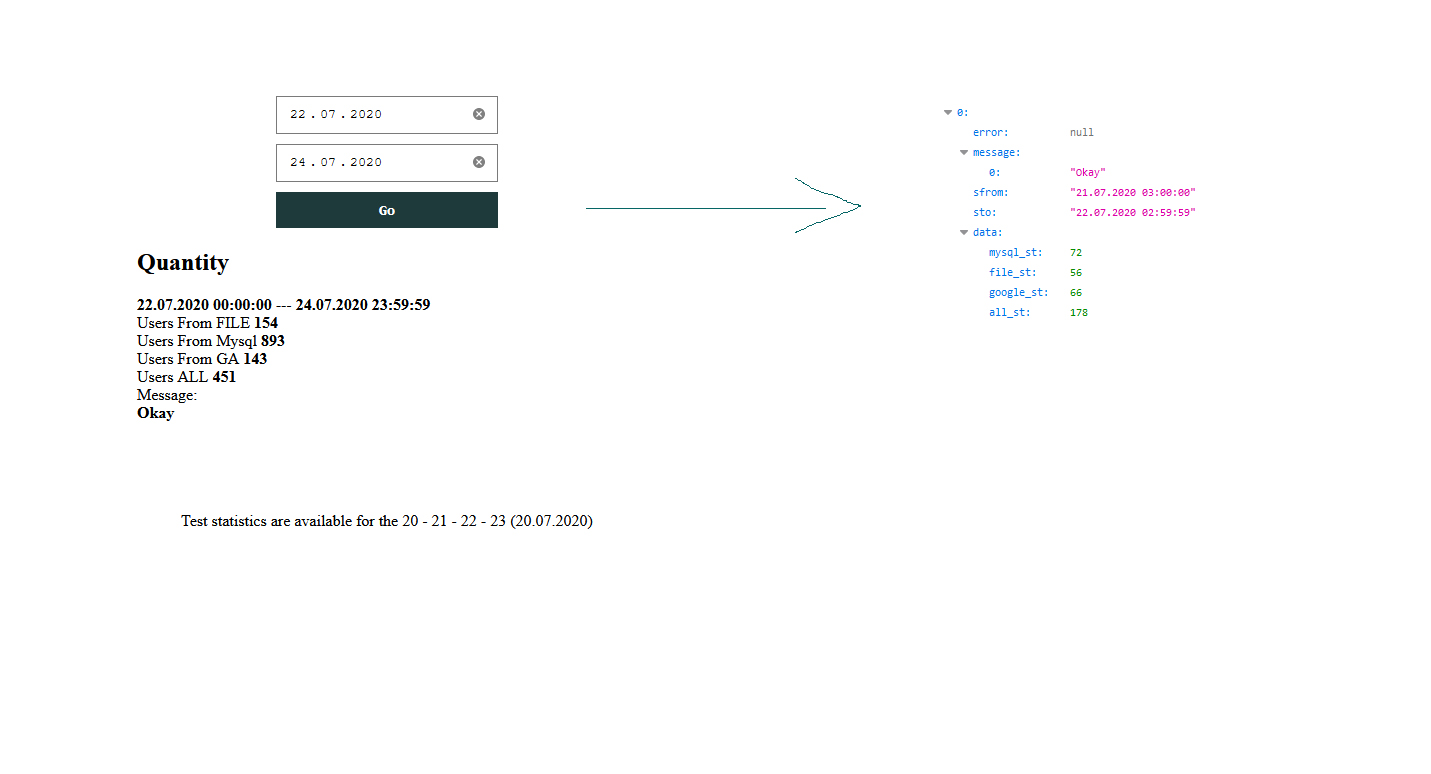 22.07.2020
24.07.2020
Go
Quantity
22.07.2020 00:00:00 --- 24.07.2020 23:59:59
Users From FILE 154
Users From Mysql 893
Users From GA 143
Users ALL 451
Message:
Okay
Test statistics are available for the 20 - 21 - 22 - 23 (20.07.2020)
0:
error: null
message:
0: "Okay"
sfrom: "21.07.2020 03:00:00"
sto: "22.07.2020 02:59:59"
data:
mysql_st: 72
file_st: 56
google_st: 66
all_st: 178